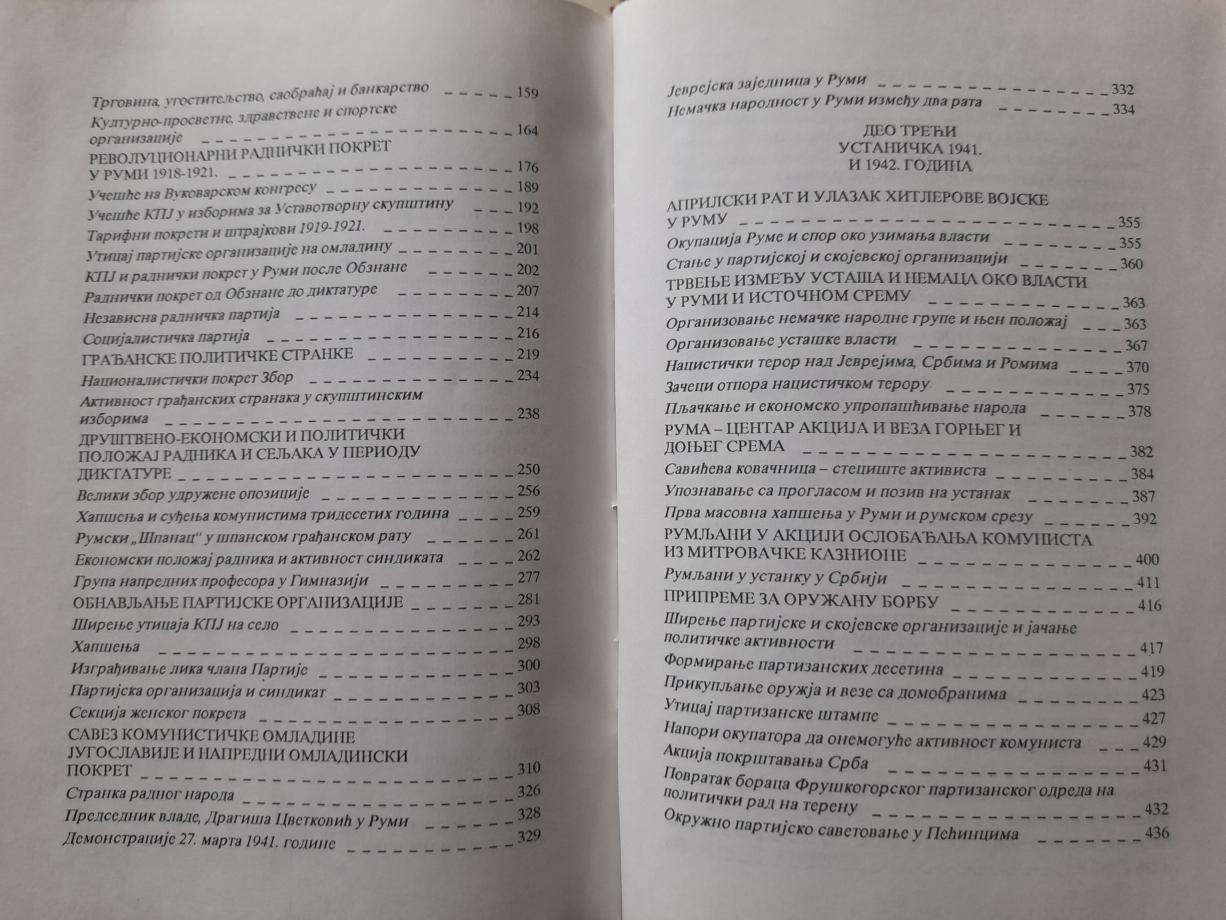 Трговина, угоститељство, саобраћај и банкарство _ _ _ _ _ 159
Културно-просветне, здравствене и спортске
организације _ _ _ _ _ _ _ _ _ _ _ _ _ _ _ _ _ _ 164
РЕВОЛУЦИОНАРНИ РАДНИЧКИ ПОКРЕТ
У РУМИ 1918-1921. _ _ _ _ _ _ _ _ _ _ _ _ _ _ _ _ 176
Учешће на Вуковарском конгресу _ _ _ _ _ _ _ _ _ _ _ 189
Учешће КПЈ у изборима за Уставотворну скупштину _ _ _ 192
Тарифни покрети и штрајкови 1919-1921. _ _ _ _ _ _ _ 198
Утицај партијске организације на омладину _ _ _ _ _ _ 201
КПЈ и раднички покрет у Руми после Обзнане _ _ _ _ _ 202
Раднички покрет од Обзнане до диктатуре _ _ _ _ _ _ 207
Независна радничка партија _ _ _ _ _ _ _ _ _ _ _ 214
Социјалистичка партија _ _ _ _ _ _ _ _ _ _ _ _ _ 216
ГРАЂАНСКЕ ПОЛИТИЧКЕ СТРАНКЕ _ _ _ _ _ _ _ _ 219
Националистички покрет Збор _ _ _ _ _ _ _ _ _ _ _ 234
Активност грађанских странака у скупштинским
изборима _ _ _ _ _ _ _ _ _ _ _ _ _ _ _ _ _ _ _ 238
ДРУШТВЕНО-ЕКОНОМСКИ И ПОЛИТИЧКИ
ПОЛОЖАЈ РАДНИКА И СЕЉАКА У ПЕРИОДУ
ДИКТАТУРЕ _ _ _ _ _ _ _ _ _ _ _ _ _ _ _ _ _ _ 250
Велики збор удружене опозиције _ _ _ _ _ _ _ _ _ _ 256
Хапшења и суђења комунистима тридесетих година _ _ _ 259
Румски „Шпанац“ у шпанском грађанском рату _ _ _ _ _ 261
Економски положај радника и активност синдиката _ _ _ _ 262
Група напредних професора у Гимназији _ _ _ _ _ _ _ 277
ОБНАВЉАЊЕ ПАРТИЈСКЕ ОРГАНИЗАЦИЈЕ _ _ _ _ _ 281
Ширење утицаја КПЈ на село _ _ _ _ _ _ _ _ _ _ _ 293
Хапшења _ _ _ _ _ _ _ _ _ _ _ _ _ _ _ _ _ _ 298
Изграђивање лика члана Партије _ _ _ _ _ _ _ _ _ _ 300
Партијска организација и синдикат _ _ _ _ _ _ _ _ _ 303
Секција женског покрета _ _ _ _ _ _ _ _ _ _ _ _ _ 308
САВЕЗ КОМУНИСТИЧКЕ ОМЛАДИНЕ
ЈУГОСЛАВИЈЕ И НАПРЕДНИ ОМЛАДИНСКИ
ПОКРЕТ _ _ _ _ _ _ _ _ _ _ _ _ _ _ _ _ _ _ _ 310
Странка радног народа _ _ _ _ _ _ _ _ _ _ _ _ _ _ 326
Председник владе, Драгиша Цветковић у Руми _ _ _ _ _ 328
Демонстрације 27. марта 1941. године _ _ _ _ _ _ _ _ _ 329
Јеврејска заједница у Руми _ _ _ _ _ _ _ _ _ _ _ _ 332
Немачка народност у Руми између два рата _ _ _ _ _ _ 334
ДЕО ТРЕЋИ
УСТАНИЧКА 1941.
И 1942. ГОДИНА
АПРИЛСКИ РАТ И УЛАЗАК ХИТЛЕРОВЕ ВОЈСКЕ
У РУМУ _ _ _ _ _ _ _ _ _ _ _ _ _ _ _ _ _ _ _ 355
Окупација Руме и спор око узимања власти _ _ _ _ _ _ 355
Стање у партијској и скојевској организацији _ _ _ _ _ _ 360
ТРВЕЊЕ ИЗМЕЂУ УСТАША И НЕМАЦА ОКО ВЛАСТИ
У РУМИ И ИСТОЧНОМ СРЕМУ _ _ _ _ _ _ _ _ _ _ 363
Организовање немачке народне групе и њен положај _ _ _ 363
Организовање усташке власти _ _ _ _ _ _ _ _ _ _ _ 367
Нацистички терор над Јеврејима, Србима и Ромима _ _ _ _ 370
Зачеци отпора нацистичком терору _ _ _ _ _ _ _ _ _ 375
Пљачкање и економско упропашћивање народа _ _ _ _ _ 378
РУМА – ЦЕНТАР АКЦИЈА И ВЕЗА ГОРЊЕГ И
ДОЊЕГ СРЕМА _ _ _ _ _ _ _ _ _ _ _ _ _ _ _ _ 382
Савићева ковачница – стециште активиста _ _ _ _ _ _ _ 384
Упознавање са прогласом и позив на устанак _ _ _ _ _ _ 387
Прва масовна хапшења у Руми и румском срезу _ _ _ _ _ 392
РУМЉАНИ У АКЦИЈИ ОСЛОБАЂАЊА КОМУНИСТА
ИЗ МИТРОВАЧКЕ КАЗНИОНЕ _ _ _ _ _ _ _ _ _ _ _ 400
Румљани у устанку у Србији _ _ _ _ _ _ _ _ _ _ _ 411
ПРИПРЕМЕ ЗА ОРУЖАНУ БОРБУ _ _ _ _ _ _ _ _ _ 416
Ширење партијске и скојевске организације и јачање
политичке активности _ _ _ _ _ _ _ _ _ _ _ _ _ 417
Формирање партизанских десетина _ _ _ _ _ _ _ _ _ 419
Прикупљање оружја и везе са домобранима _ _ _ _ _ _ 423
Утицај партизанске штампе _ _ _ _ _ _ _ _ _ _ _ _ 427
Напори окупатора да онемогуће активност комуниста _ _ _ 429
Акција покрштавања Срба _ _ _ _ _ _ _ _ _ _ _ _ 431
Повратак бораца Фрушкогорског партизанског одреда на
политички рад на терену _ _ _ _ _ _ _ _ _ _ _ _ _ 432
Окружно партијско саветовање у Пећинцима _ _ _ _ _ 436